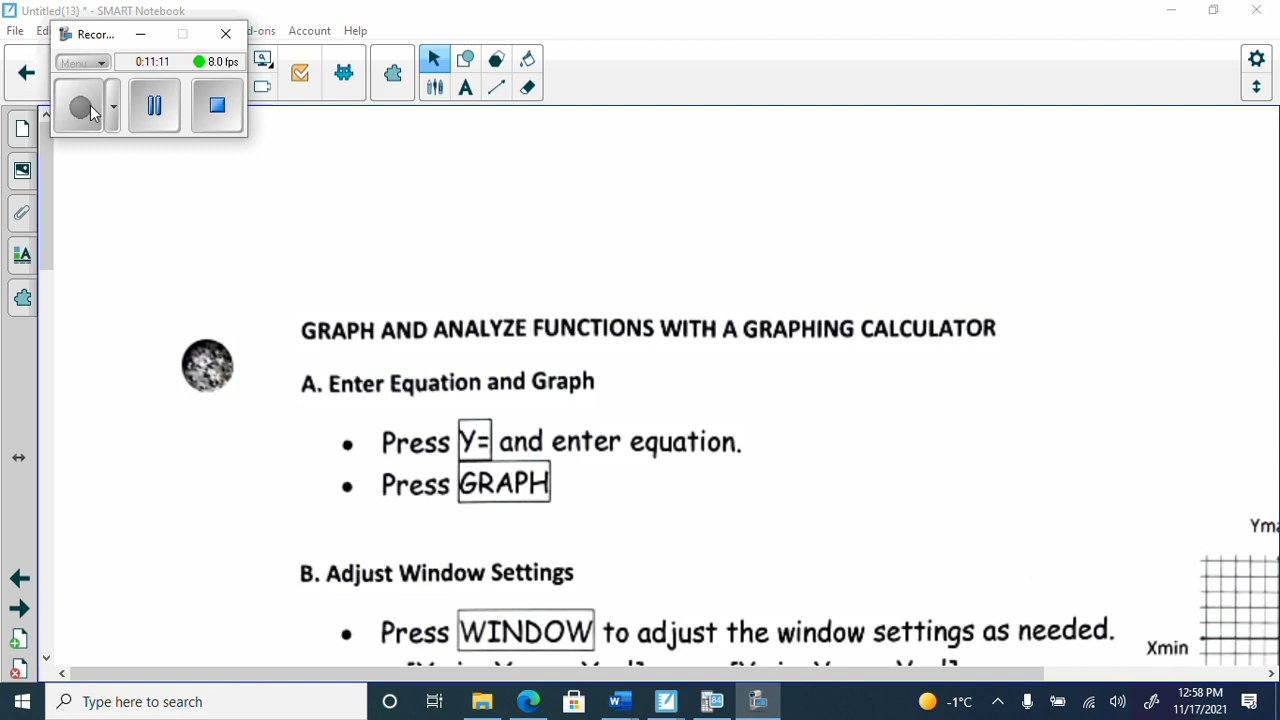 Untitled(13) * - SMART Notebook
File
Account
Help
Recor...
Menu
0:11:11
8.0 fps
GRAPH AND ANALYZE FUNCTIONS WITH A GRAPHING CALCULATOR
A. Enter Equation and Graph
• Press Y= and enter equation.
• Press GRAPH
B. Adjust Window Settings
• Press WINDOW to adjust the window settings as needed.
Xmin
Type here to search
64
-1°C
12:58 PM
11/17/2021